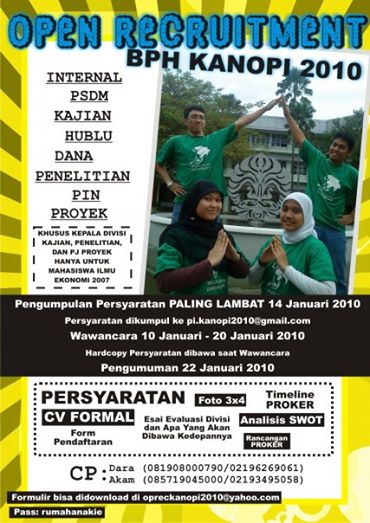 OPEN RECRUITMENT
BPH KANOPI 2010
INTERNAL
PSDM
KAJIAN
HUBLU
DANA
PENELITIAN
PIN
PROYEK
KHUSUS KEPALA DIVISI
KAJIAN, PENELITIAN,
DAN PJ PROYEK
HANYA UNTUK
MAHASISWA ILMU
EKONOMI 2007
Pengumpulan Persyaratan PALING LAMBAT 14 Januari 2010
Persyaratan dikumpul ke pi.kanopi2010@gmail.com
Wawancara 10 Januari - 20 Januari 2010
Hardcopy Persyaratan dibawa saat Wawancara
Pengumuman 22 Januari 2010
PERSYARATAN
Foto 3x4
Timeline
PROKER
CV FORMAL
Esai Evaluasi Divisi
dan Apa Yang Akan
Dibawa Kedepannya
Analisis SWOT
Form
Pendaftaran
Rancangan
PROKER
CP. Dara (081908000790/02196269061)
Akam (085719045000/02193495058)
Formulir bisa didownload di opreckanopi2010@yahoo.com
Pass: rumahanakie